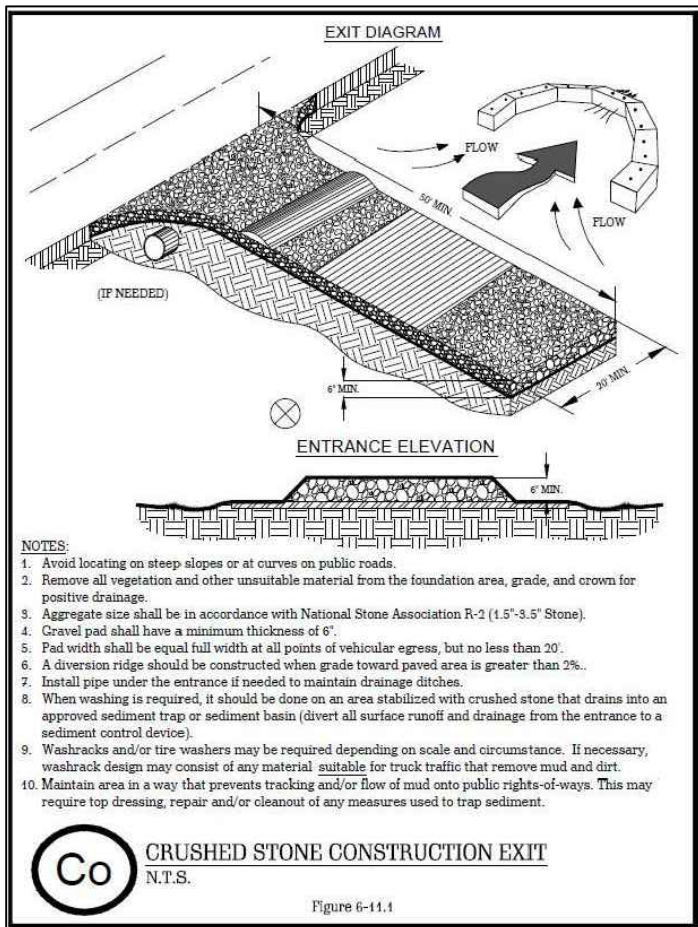 EXIT DIAGRAM
FLOW
50' MIN.
FLOW
(IF NEEDED)
6" MIN.
20' MIN.
ENTRANCE ELEVATION
6" MIN.
NOTES:
1. Avoid locating on steep slopes or at curves on public roads.
2. Remove all vegetation and other unsuitable material from the foundation area, grade, and crown for
positive drainage.
3. Aggregate size shall be in accordance with National Stone Association R-2 (1.5"-3.5" Stone).
4. Gravel pad shall have a minimum thickness of 6".
5. Pad width shall be equal full width at all points of vehicular egress, but no less than 20'.
6. A diversion ridge should be constructed when grade toward paved area is greater than 2%..
7. Install pipe under the entrance if needed to maintain drainage ditches.
8. When washing is required, it should be done on an area stabilized with crushed stone that drains into an
approved sediment trap or sediment basin (divert all surface runoff and drainage from the entrance to a
sediment control device).
9. Washracks and/or tire washers may be required depending on scale and circumstance. If necessary,
washrack design may consist of any material suitable for truck traffic that remove mud and dirt.
10. Maintain area in a way that prevents tracking and/or flow of mud onto public rights-of-ways. This may
require top dressing, repair and/or cleanout of any measures used to trap sediment.
Co
CRUSHED STONE CONSTRUCTION EXIT
N.T.S.
Figure 6-11.1